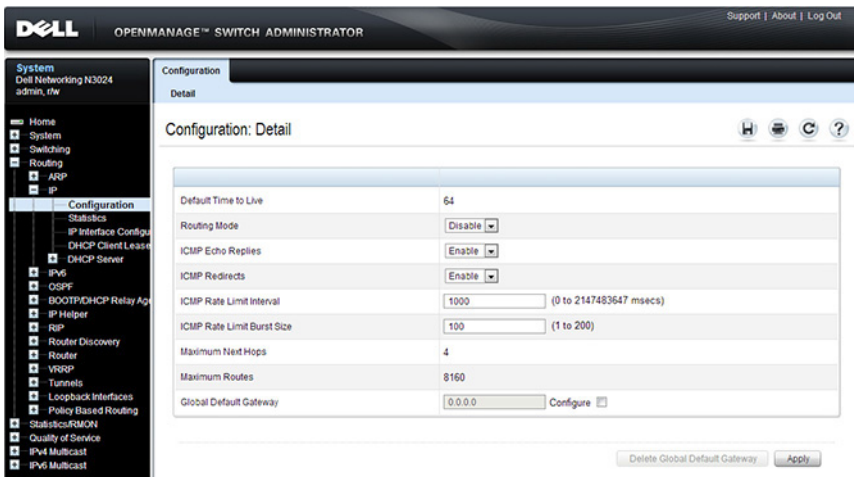 Support | About | Log Out
DELL OPENMANAGE™ SWITCH ADMINISTRATOR
System
Dell Networking N3024
admin, r/w
Home
System
Switching
Routing
ARP
IP
Configuration
Statistics
IP Interface Configu
DHCP Client Lease
DHCP Server
IPv6
OSPF
BOOTP/DHCP Relay Age
IP Helper
RIP
Router Discovery
Router
VRRP
Tunnels
Loopback Interfaces
Policy Based Routing
Statistics/RMON
Quality of Service
IPv4 Multicast
IPv6 Multicast
Configuration
Detail
Configuration: Detail
Default Time to Live 64
Routing Mode Disable
ICMP Echo Replies Enable
ICMP Redirects Enable
ICMP Rate Limit Interval 1000 (0 to 2147483647 msecs)
ICMP Rate Limit Burst Size 100 (1 to 200)
Maximum Next Hops 4
Maximum Routes 8160
Global Default Gateway 0.0.0.0 Configure
Delete Global Default Gateway Apply